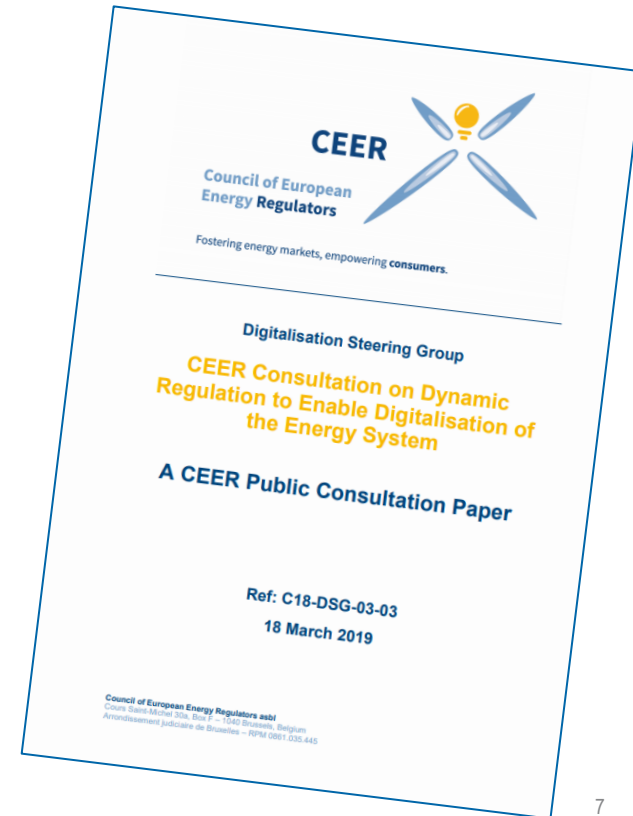 CEER
Council of European
Energy Regulators
Fostering energy markets, empowering consumers.
Digitalisation Steering Group
CEER Consultation on Dynamic
Regulation to Enable Digitalisation of
the Energy System
A CEER Public Consultation Paper
Ref: C18-DSG-03-03
18 March 2019
Council of European Energy Regulators asbl
Cours Saint-Michel 30a, Box F – 1040 Brussels, Belgium
Arrondissement judiciaire de Bruxelles – RPM 0861.035.445
7